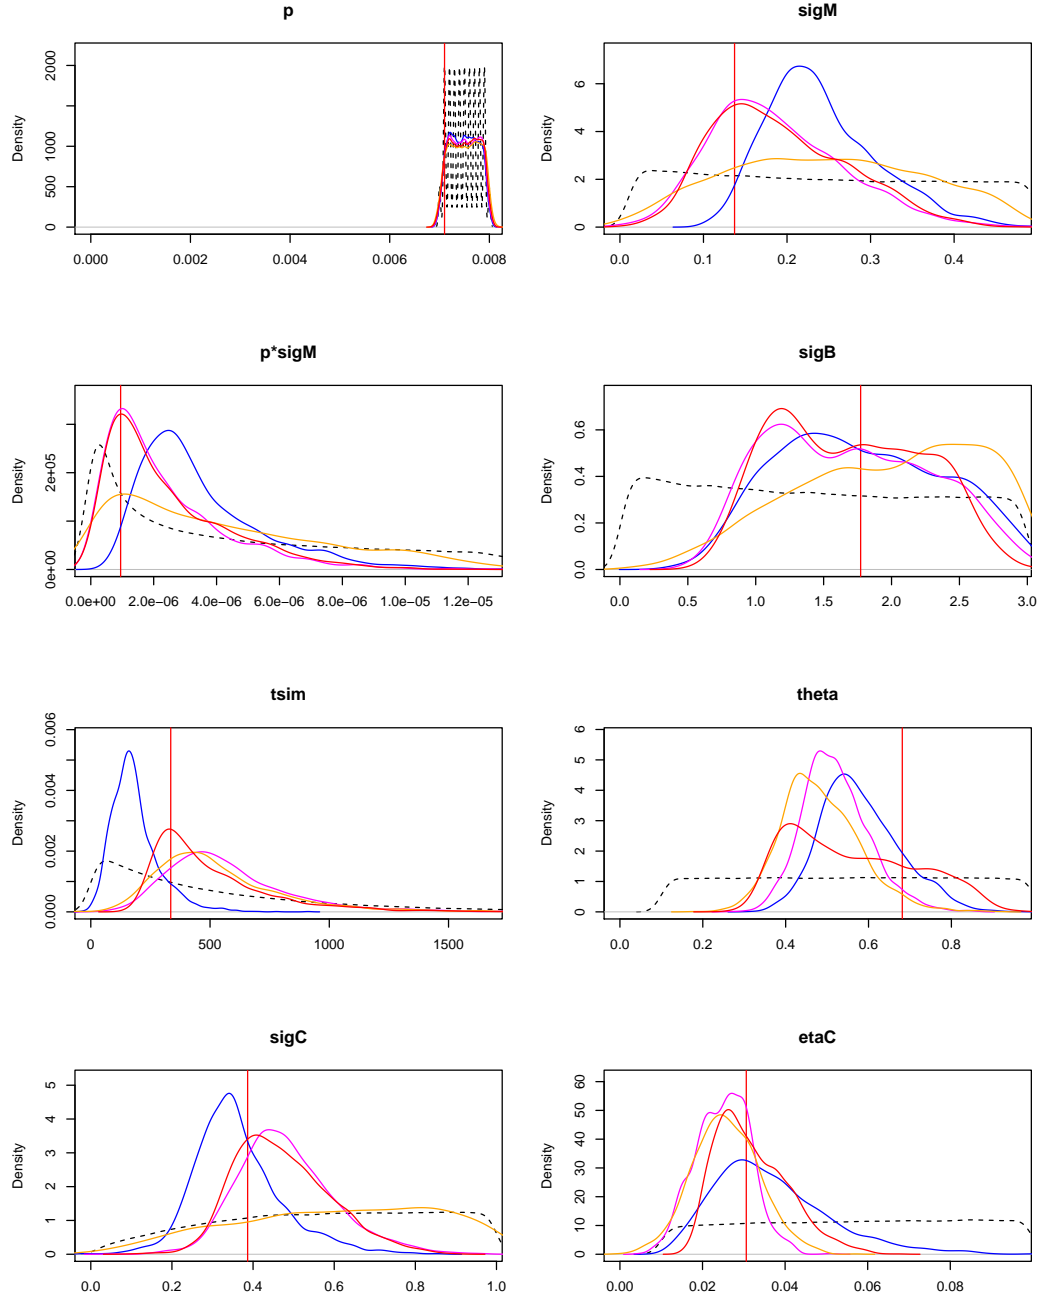 p
Density
0 500 1000 2000
0.000 0.002 0.004 0.006 0.008
sigM
Density
0 2 4 6
0.0 0.1 0.2 0.3 0.4
p*sigM
Density
0e+00 2e+05
0.0e+00 2.0e−06 4.0e−06 6.0e−06 8.0e−06 1.0e−05 1.2e−05
sigB
Density
0.0 0.2 0.4 0.6
0.0 0.5 1.0 1.5 2.0 2.5 3.0
tsim
Density
0.000 0.002 0.004 0.006
0 500 1000 1500
theta
Density
0 1 2 3 4 5 6
0.0 0.2 0.4 0.6 0.8
sigC
Density
0 1 2 3 4 5
0.0 0.2 0.4 0.6 0.8 1.0
etaC
Density
0 10 20 30 40 50 60
0.00 0.02 0.04 0.06 0.08